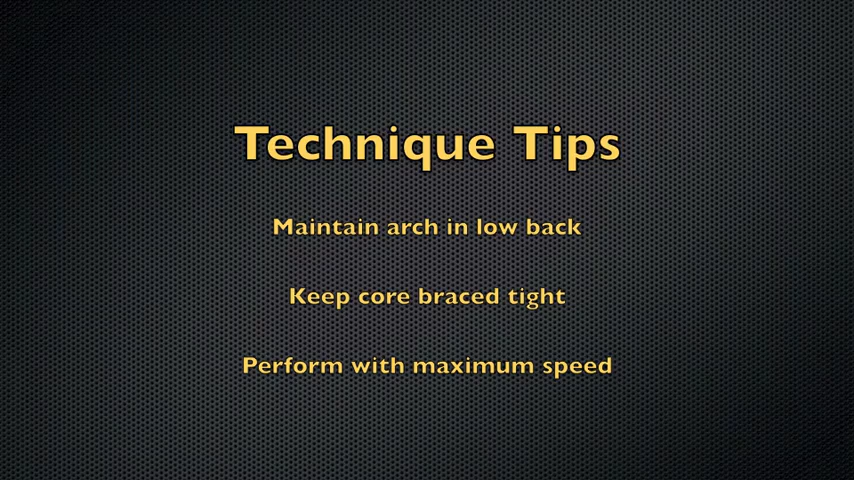 Technique Tips
Maintain arch in low back
Keep core braced tight
Perform with maximum speed